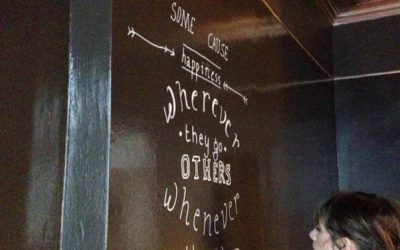 SOME CAUSE
happiness
wherever
• they go •
OTHERS
whenever